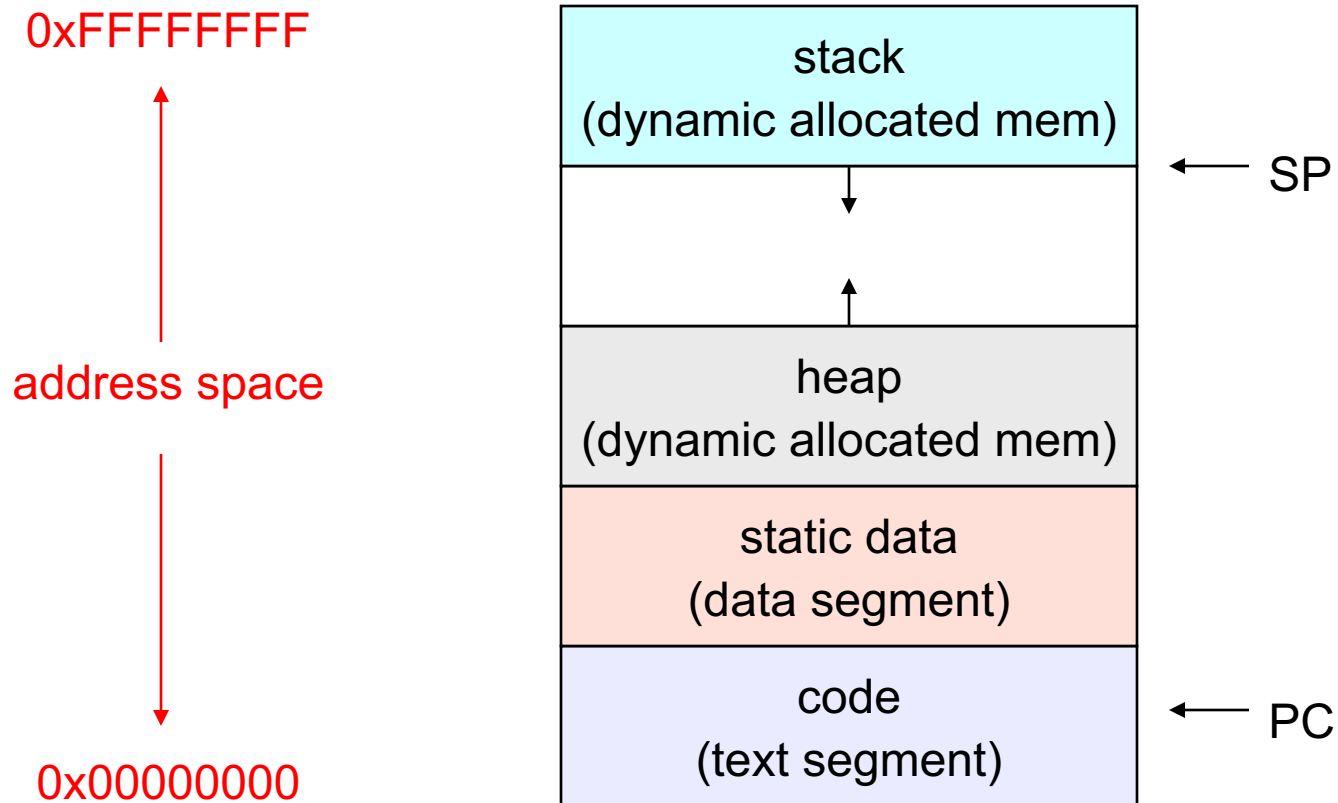 0xFFFFFFFF
stack
(dynamic allocated mem)
SP
address space
heap
(dynamic allocated mem)
static data
(data segment)
code
(text segment)
PC
0x00000000